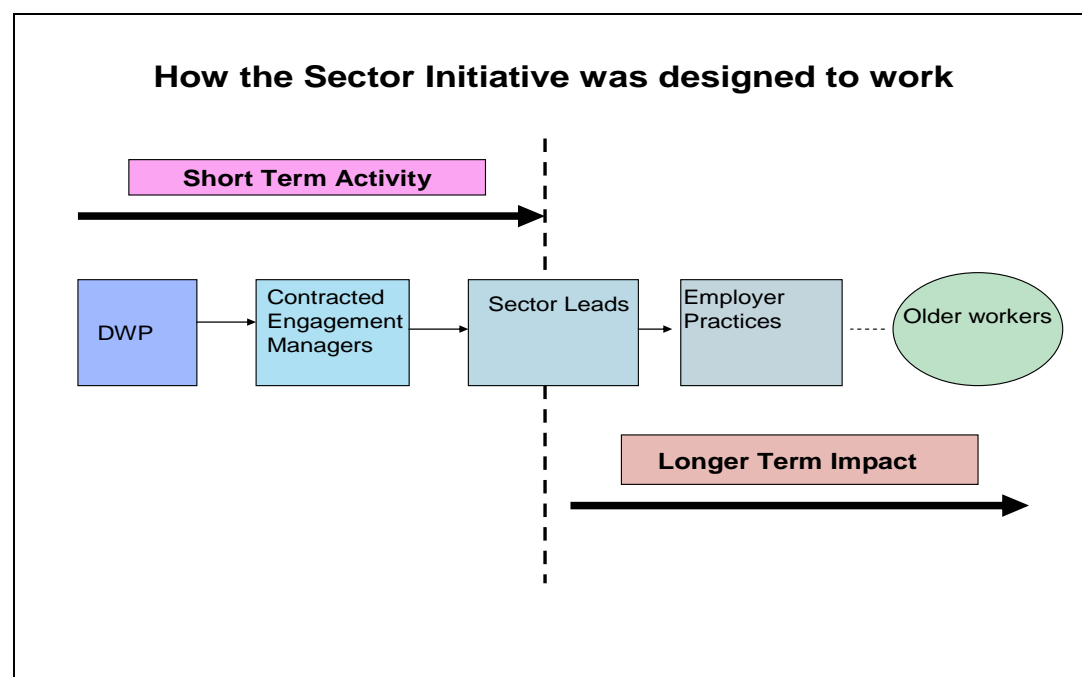 How the Sector Initiative was designed to work
Short Term Activity
DWP
Contracted
Engagement
Managers
Sector Leads
Employer
Practices
Older workers
Longer Term Impact